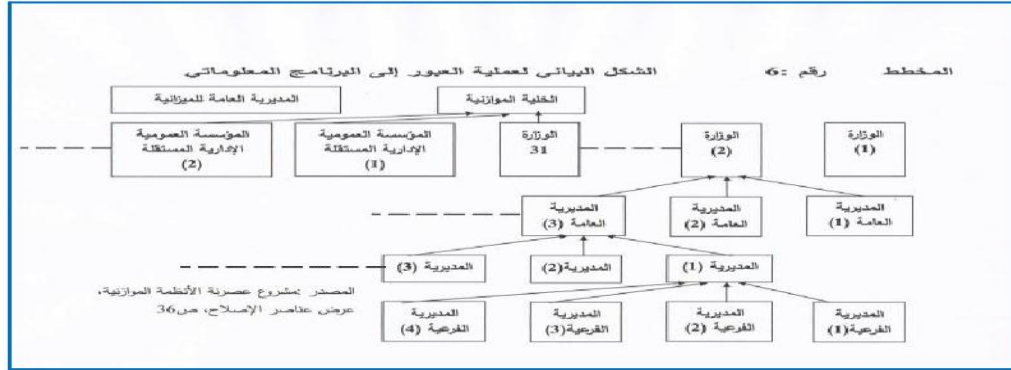 المخطط رقم :6 الشكل البياني لعملية العبور إلى البرنامج المعلوماتي
الخلية الموازنية
المديرية العامة للميزانية
الوزارة
(1)
الوزارة
(2)
الوزارة
31
المؤسسة العمومية
الإدارية المستقلة
(1)
المؤسسة العمومية
الإدارية المستقلة
(2)
المديرية
العامة (1)
المديرية
العامة (2)
المديرية
العامة (3)
المديرية (1)
المديرية(2)
المديرية (3)
المديرية
الفرعية(1)
المديرية
الفرعية (2)
المديرية
الفرعية(3)
المديرية
الفرعية (4)
المصدر :مشروع عصرنة الأنظمة الموازنية،
عرض عناصر الإصلاح، ص36